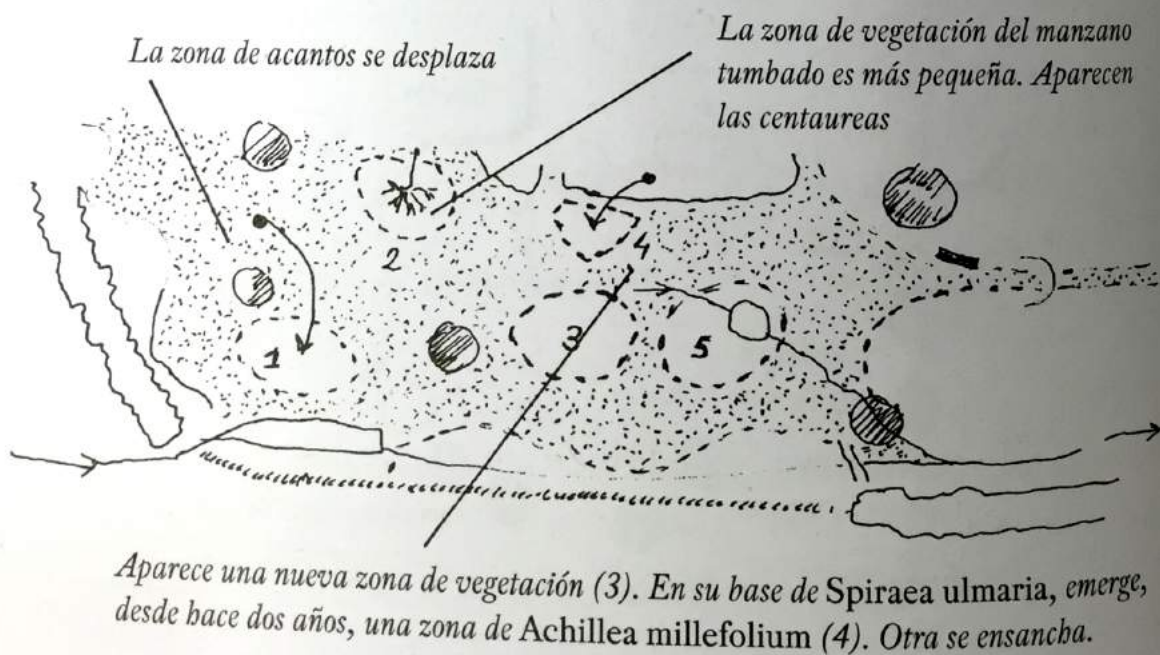 La zona de acantos se desplaza
La zona de vegetación del manzano
tumbado es más pequeña. Aparecen
las centaureas
2
4
1
3
5
Aparece una nueva zona de vegetación (3). En su base de Spiraea ulmaria, emerge,
desde hace dos años, una zona de Achillea millefolium (4). Otra se ensancha.